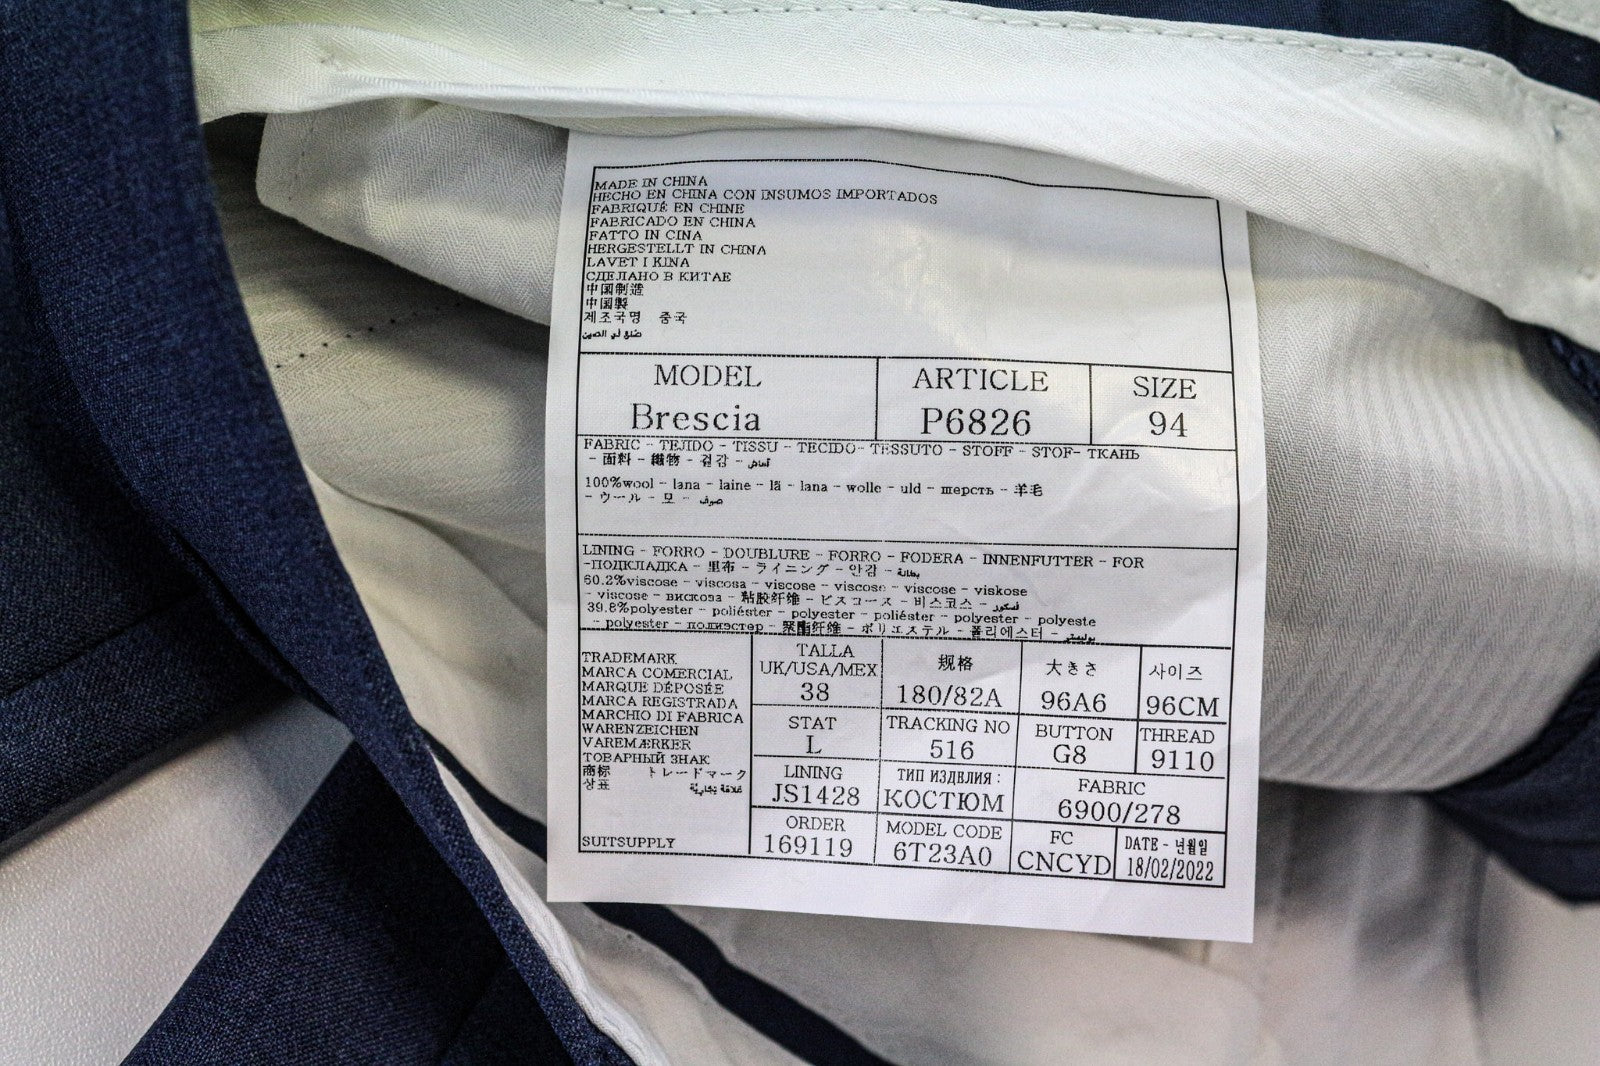 MADE IN CHINA
HECHO EN CHINA CON INSUMOS IMPORTADOS
FABRIQUÉ EN CHINE
FABRICADO EN CHINA
FATTO IN CINA
HERGESTELLT IN CHINA
LAVET I KINA
СДЕЛАНО В КИТАЕ
中国制造
中国製
제조국명 중국
صنع في الصين
MODEL ARTICLE SIZE
Brescia P6826 94
FABRIC - TEJIDO - TISSU - TECIDO- TESSUTO - STOFF - STOF- ТКАНЬ
- 面料 - 織物 - 겉감 - قماش
100%wool - lana - laine - lã - lana - wolle - uld - шерсть - 羊毛
- ウール - 모 - صوف
LINING - FORRO - DOUBLURE - FORRO - FODERA - INNENFUTTER - FOR
-ПОДКЛАДКА - 里布 - ライニング - 안감 - بطانة
60.2%viscose - viscosa - viscose - viscose - viscose - viskose
- viscose - вискоза - 粘胶纤维 - ビスコース - 비스코스 - فسكوز
39.8%polyester - poliéster - polyester - poliéster - polyester - polyeste
- polyester - полиэстер - 聚酯纤维 - ポリエステル - 폴리에스터 - بوليستر
TRADEMARK
MARCA COMERCIAL
MARQUE DÉPOSÉE
MARCA REGISTRADA
MARCHIO DI FABRICA
WARENZEICHEN
VAREMÆRKER
ТОВАРНЫЙ ЗНАК
商标 トレードマーク
상표 علامة تجارية
SUITSUPPLY
TALLA
UK/USA/MEX 规格 大きさ 사이즈
38 180/82A 96A6 96CM
STAT TRACKING NO BUTTON THREAD
L 516 G8 9110
LINING ТИП ИЗДВЛИЯ : FABRIC
JS1428 КОСТЮМ 6900/278
ORDER MODEL CODE FC DATE - 년월일
169119 6T23A0 CNCYD 18/02/2022